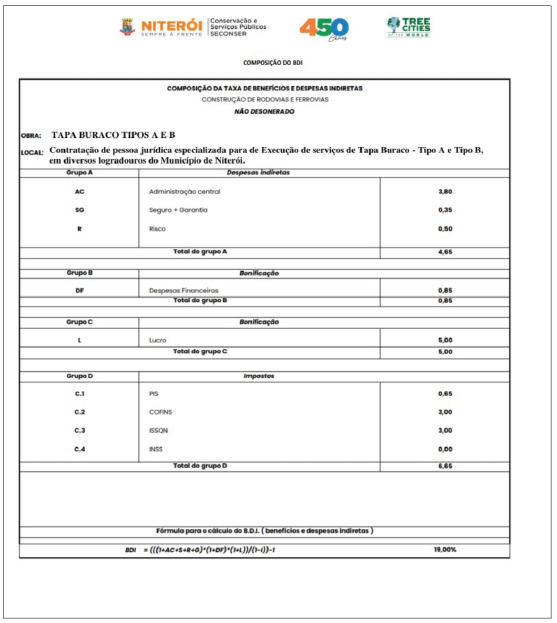 NITERÓI
SEMPRE À FRENTE
Conservação e
Serviços Públicos
SECONSER
450
Anos
TREE
CITIES
OF THE WORLD
COMPOSIÇÃO DO BDI
COMPOSIÇÃO DA TAXA DE BENEFÍCIOS E DESPESAS INDIRETAS
CONSTRUÇÃO DE RODOVIAS E FERROVIAS
NÃO DESONERADO
OBRA: TAPA BURACO TIPOS A E B
LOCAL: Contratação de pessoa jurídica especializada para de Execução de serviços de Tapa Buraco - Tipo A e Tipo B,
em diversos logradouros do Município de Niterói.
Grupo A Despesas indiretas
AC Administração central 3,80
SG Seguro + Garantia 0,35
R Risco 0,50
Total do grupo A 4,65
Grupo B Bonificação
DF Despesas Financeiras 0,85
Total do grupo B 0,85
Grupo C Bonificação
L Lucro 5,00
Total do grupo C 5,00
Grupo D Impostos
C.1 PIS 0,65
C.2 COFINS 3,00
C.3 ISSQN 3,00
C.4 INSS 0,00
Total do grupo D 6,65
Fórmula para o cálculo do B.D.I. ( benefícios e despesas indiretas )
BDI = (((1+AC+S+R+G)*(1+DF)*(1+L))/(1-I))-1 19,00%